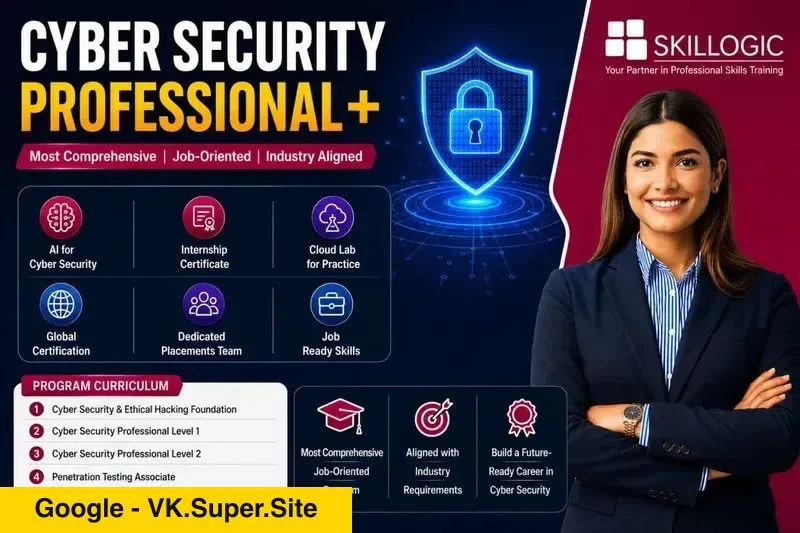 CYBER SECURITY
PROFESSIONAL+
Most Comprehensive | Job-Oriented | Industry Aligned
SKILLOGIC
Your Partner in Professional Skills Training
AI for
Cyber Security
Internship
Certificate
Cloud Lab
for Practice
Global
Certification
Dedicated
Placements Team
Job
Ready Skills
PROGRAM CURRICULUM
1 Cyber Security & Ethical Hacking Foundation
2 Cyber Security Professional Level 1
3 Cyber Security Professional Level 2
4 Penetration Testing Associate
Most Comprehensive
Job-Oriented
Aligned with
Industry
Requirements
Build a Future-
Ready Career in
Cyber Security
Google - VK.Super.Site